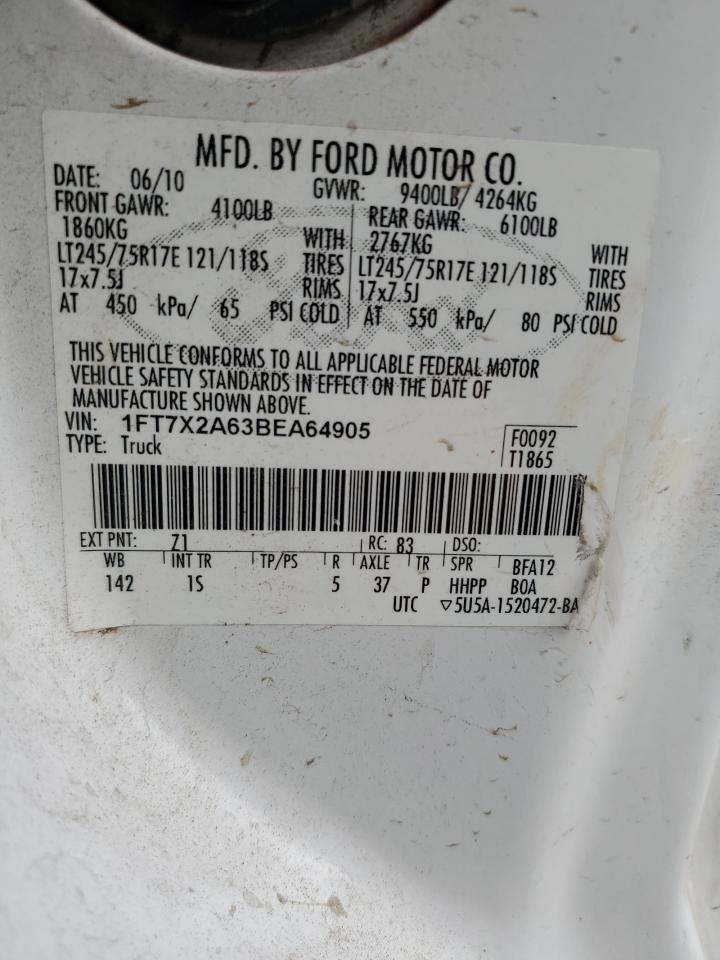 MFD. BY FORD MOTOR CO.
DATE: 06/10 GVWR: 9400LB/ 4264KG
FRONT GAWR: 4100LB REAR GAWR: 6100LB
1860KG WITH 2767KG WITH
LT245/75R17E 121/118S TIRES LT245/75R17E 121/118S TIRES
17x7.5J RIMS 17x7.5J RIMS
AT 450 kPa/ 65 PSI COLD AT 550 kPa/ 80 PSI COLD
THIS VEHICLE CONFORMS TO ALL APPLICABLE FEDERAL MOTOR
VEHICLE SAFETY STANDARDS IN EFFECT ON THE DATE OF
MANUFACTURE SHOWN ABOVE.
VIN: 1FT7X2A63BEA64905 F0092
TYPE: Truck T1865
EXT PNT: Z1 RC: 83 DSO:
WB INT TR TP/PS R AXLE TR SPR BFA12
142 1S 5 37 P HHPP BOA
UTC ▽5U5A-1520472-BA